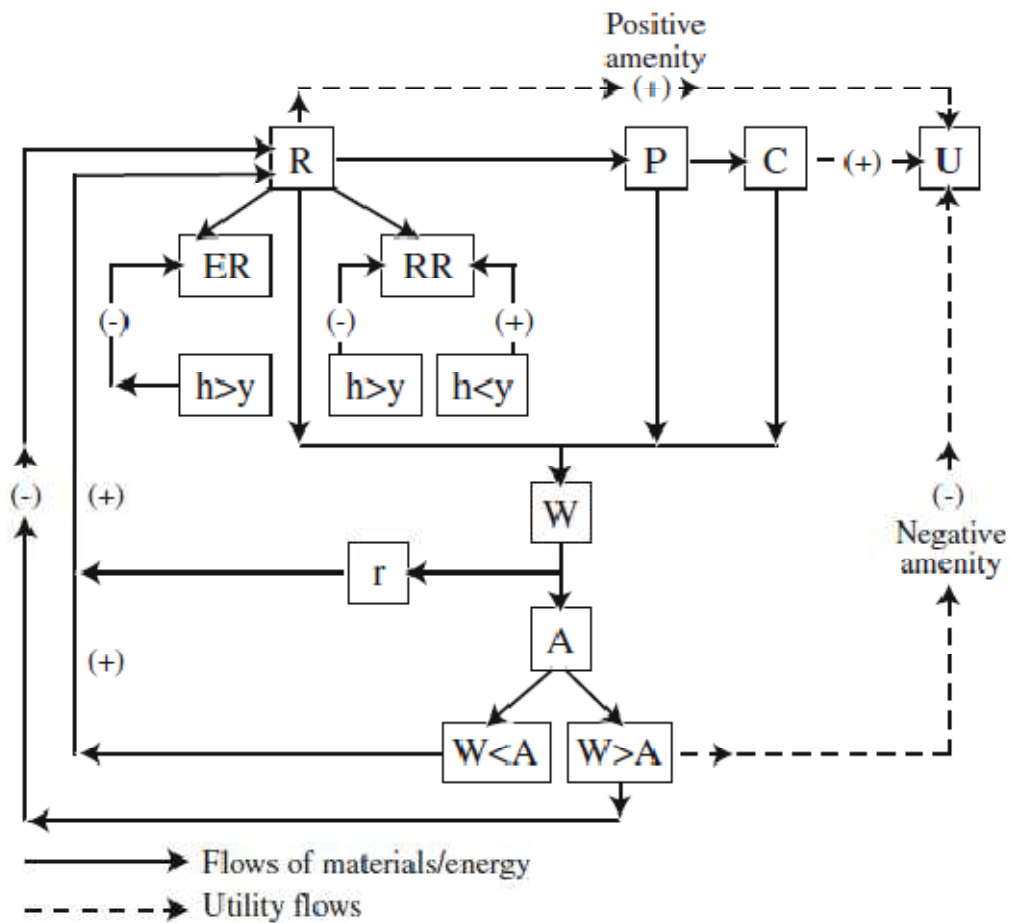 Positive
amenity
(+)
R
P
C
(+)
U
ER
RR
(-)
(-)
(+)
h>y
h>y
h<y
(-)
(+)
W
(-)
Negative
amenity
r
A
(+)
W<A
W>A
Flows of materials/energy
Utility flows